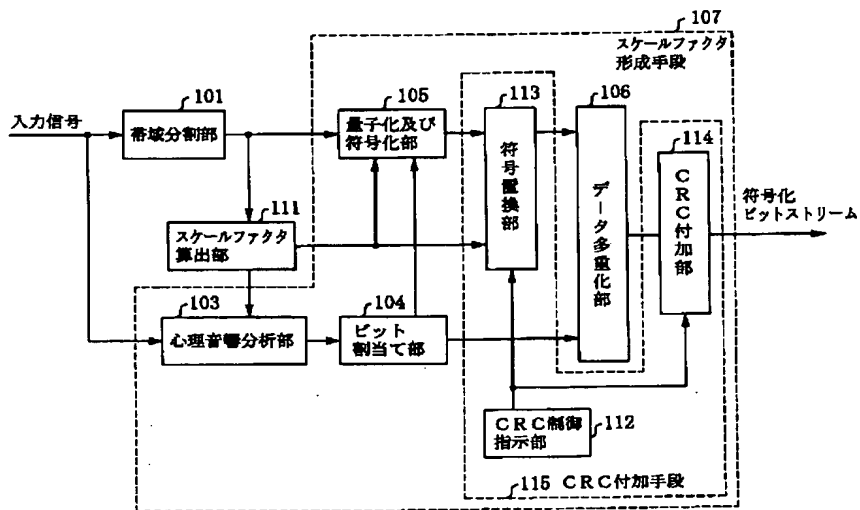 107
スケールファクタ
形成手段
101
105
113
106
入力信号
帯域分割部
量子化及び
符号化部
114
符号置換部
データ多重化部
CRC付加部
符号化
ビットストリーム
111
スケールファクタ
算出部
103
104
心理音響分析部
ビット
割当て部
CRC制御
指示部
112
115 CRC付加手段